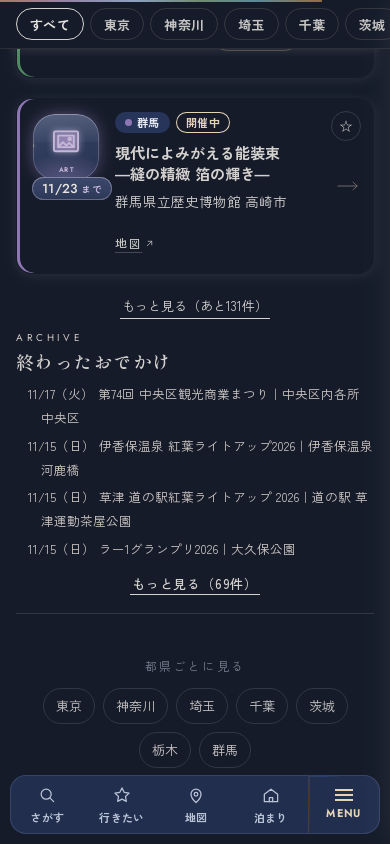 すべて 東京 神奈川 埼玉 千葉 茨城
群馬 開催中
現代によみがえる能装束
ART
―縫の精緻 箔の輝き―
11/23 まで
群馬県立歴史博物館 高崎市
地図
もっと見る（あと131件）
ARCHIVE
終わったおでかけ
11/17（火） 第74回 中央区観光商業まつり｜中央区内各所
中央区
11/15（日） 伊香保温泉 紅葉ライトアップ2026｜伊香保温泉
河鹿橋
11/15（日） 草津 道の駅紅葉ライトアップ 2026｜道の駅 草
津運動茶屋公園
11/15（日） ラー1グランプリ2026｜大久保公園
もっと見る（69件）
都県ごとに見る
東京 神奈川 埼玉 千葉 茨城
栃木 群馬
さがす 行きたい 地図 泊まり MENU